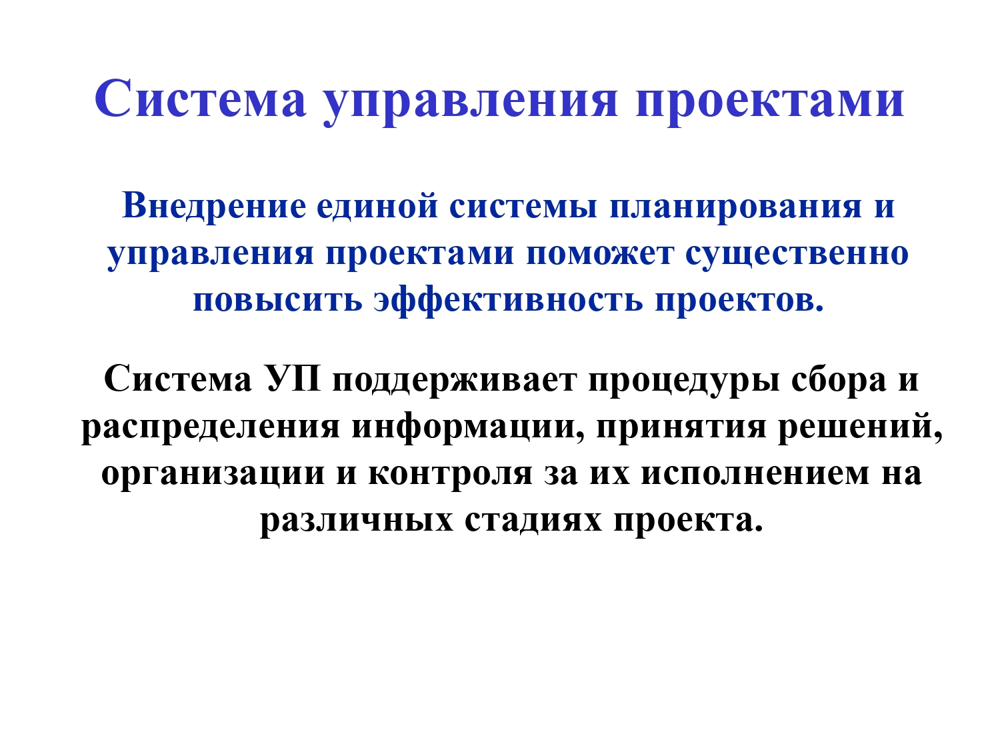 Система управления проектами
Внедрение единой системы планирования и
управления проектами поможет существенно
повысить эффективность проектов.
Система УП поддерживает процедуры сбора и
распределения информации, принятия решений,
организации и контроля за их исполнением на
различных стадиях проекта.